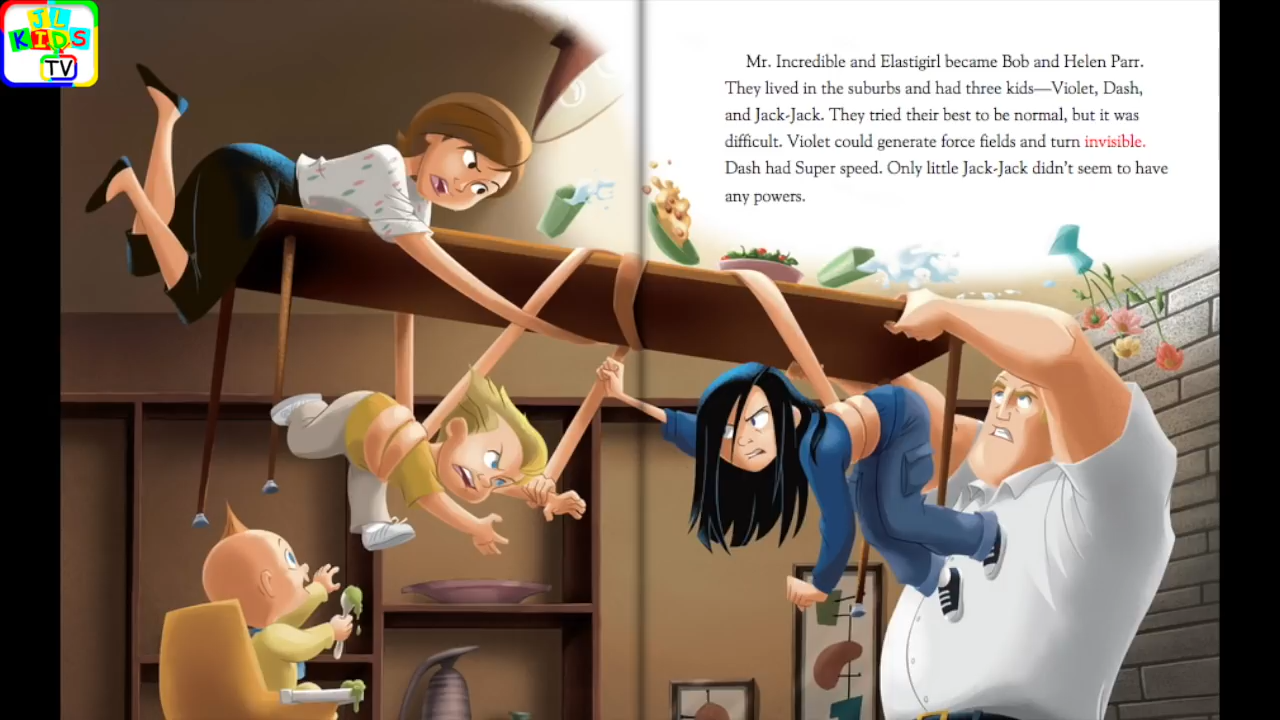 JL
KIDS
TV
Mr. Incredible and Elastigirl became Bob and Helen Parr.
They lived in the suburbs and had three kids—Violet, Dash,
and Jack-Jack. They tried their best to be normal, but it was
difficult. Violet could generate force fields and turn invisible.
Dash had Super speed. Only little Jack-Jack didn’t seem to have
any powers.